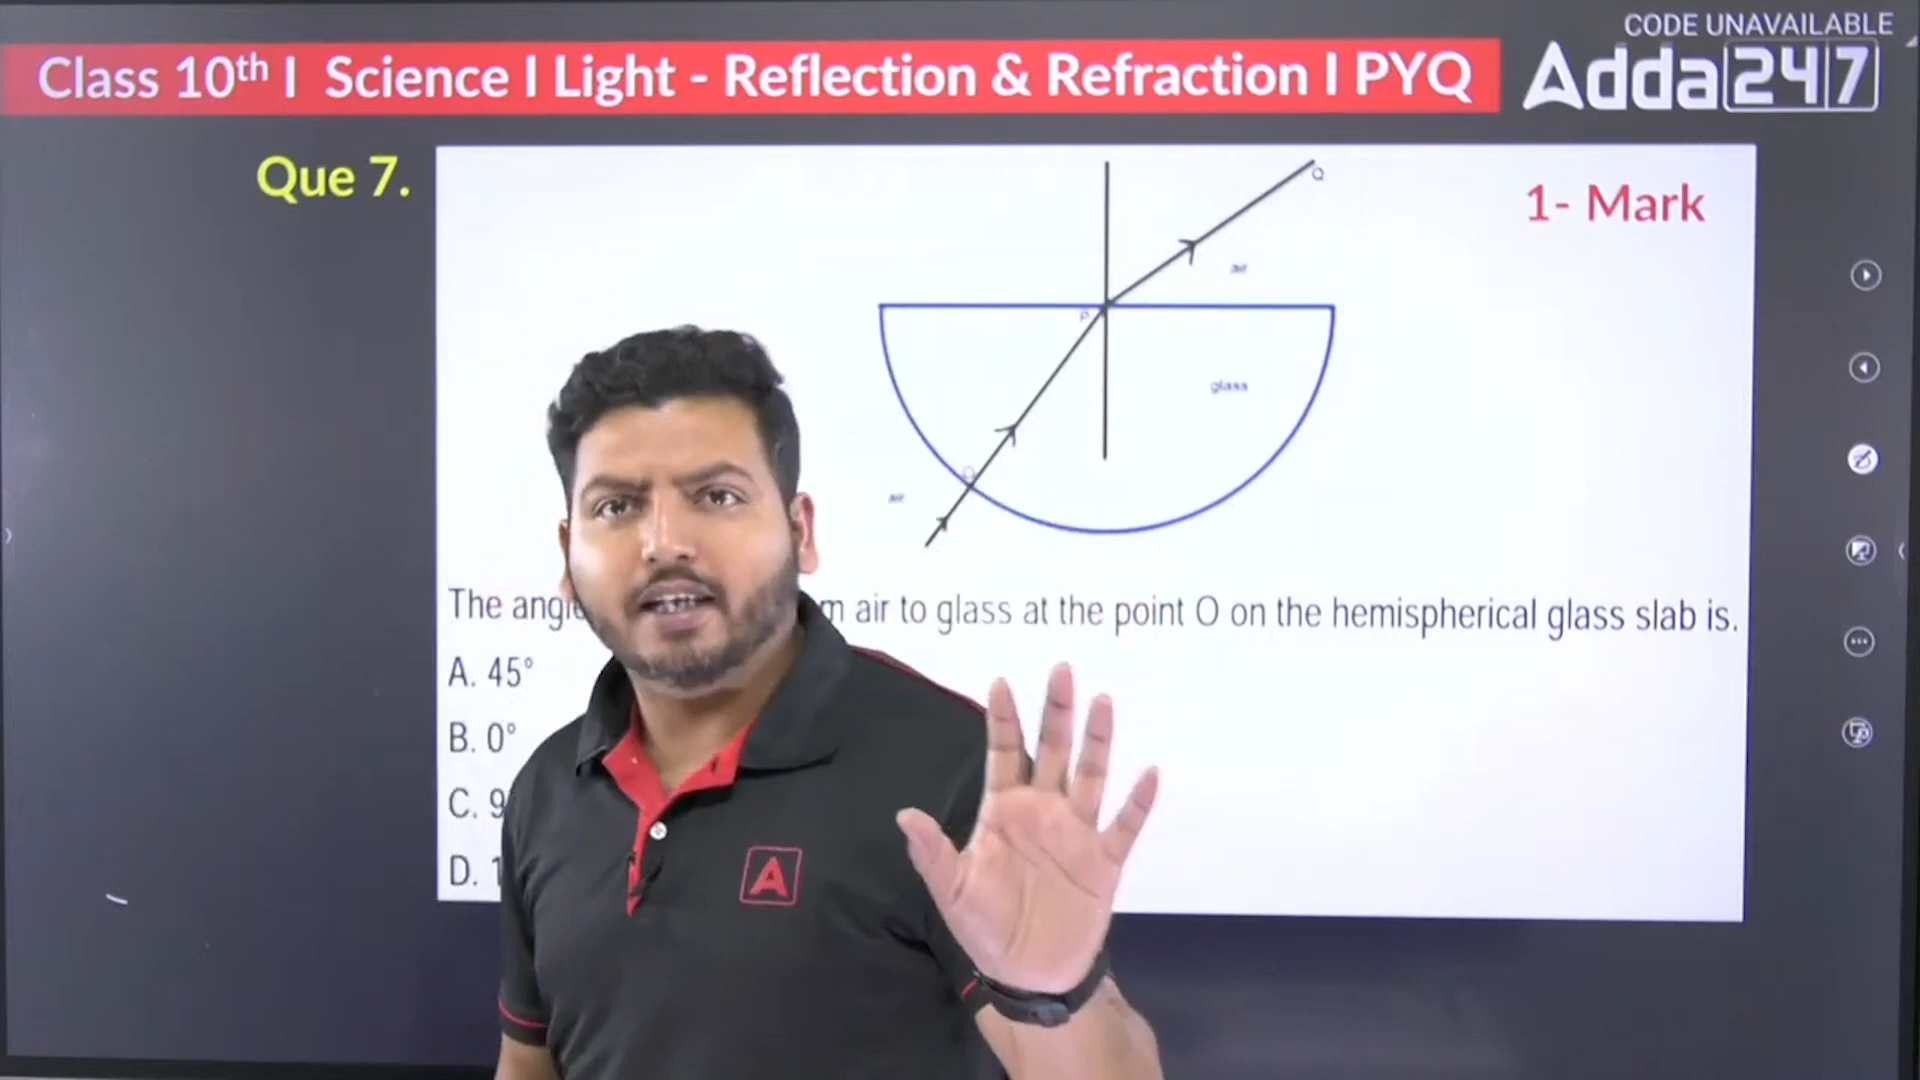 CODE UNAVAILABLE
Class 10th I Science I Light - Reflection & Refraction I PYQ
Adda247
Que 7.
1- Mark
Q
air
P
glass
O
air
The air to glass at the point O on the hemispherical glass slab is.
A. 45°
B. 0°
C.
D.
A